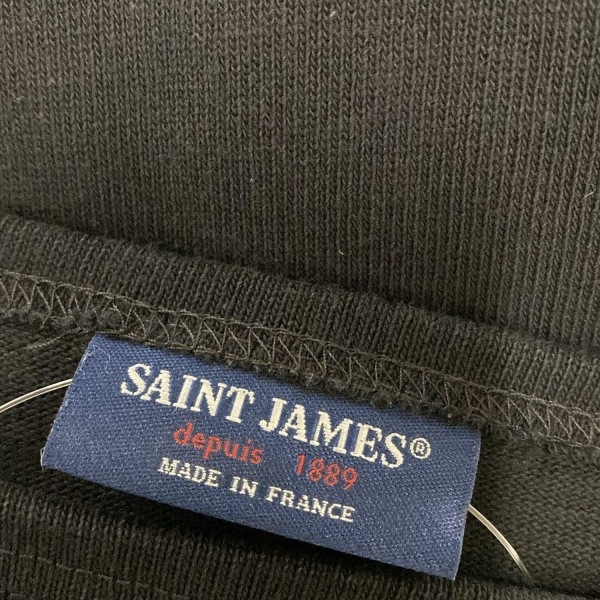 SAINT JAMES®
depuis 1889
MADE IN FRANCE